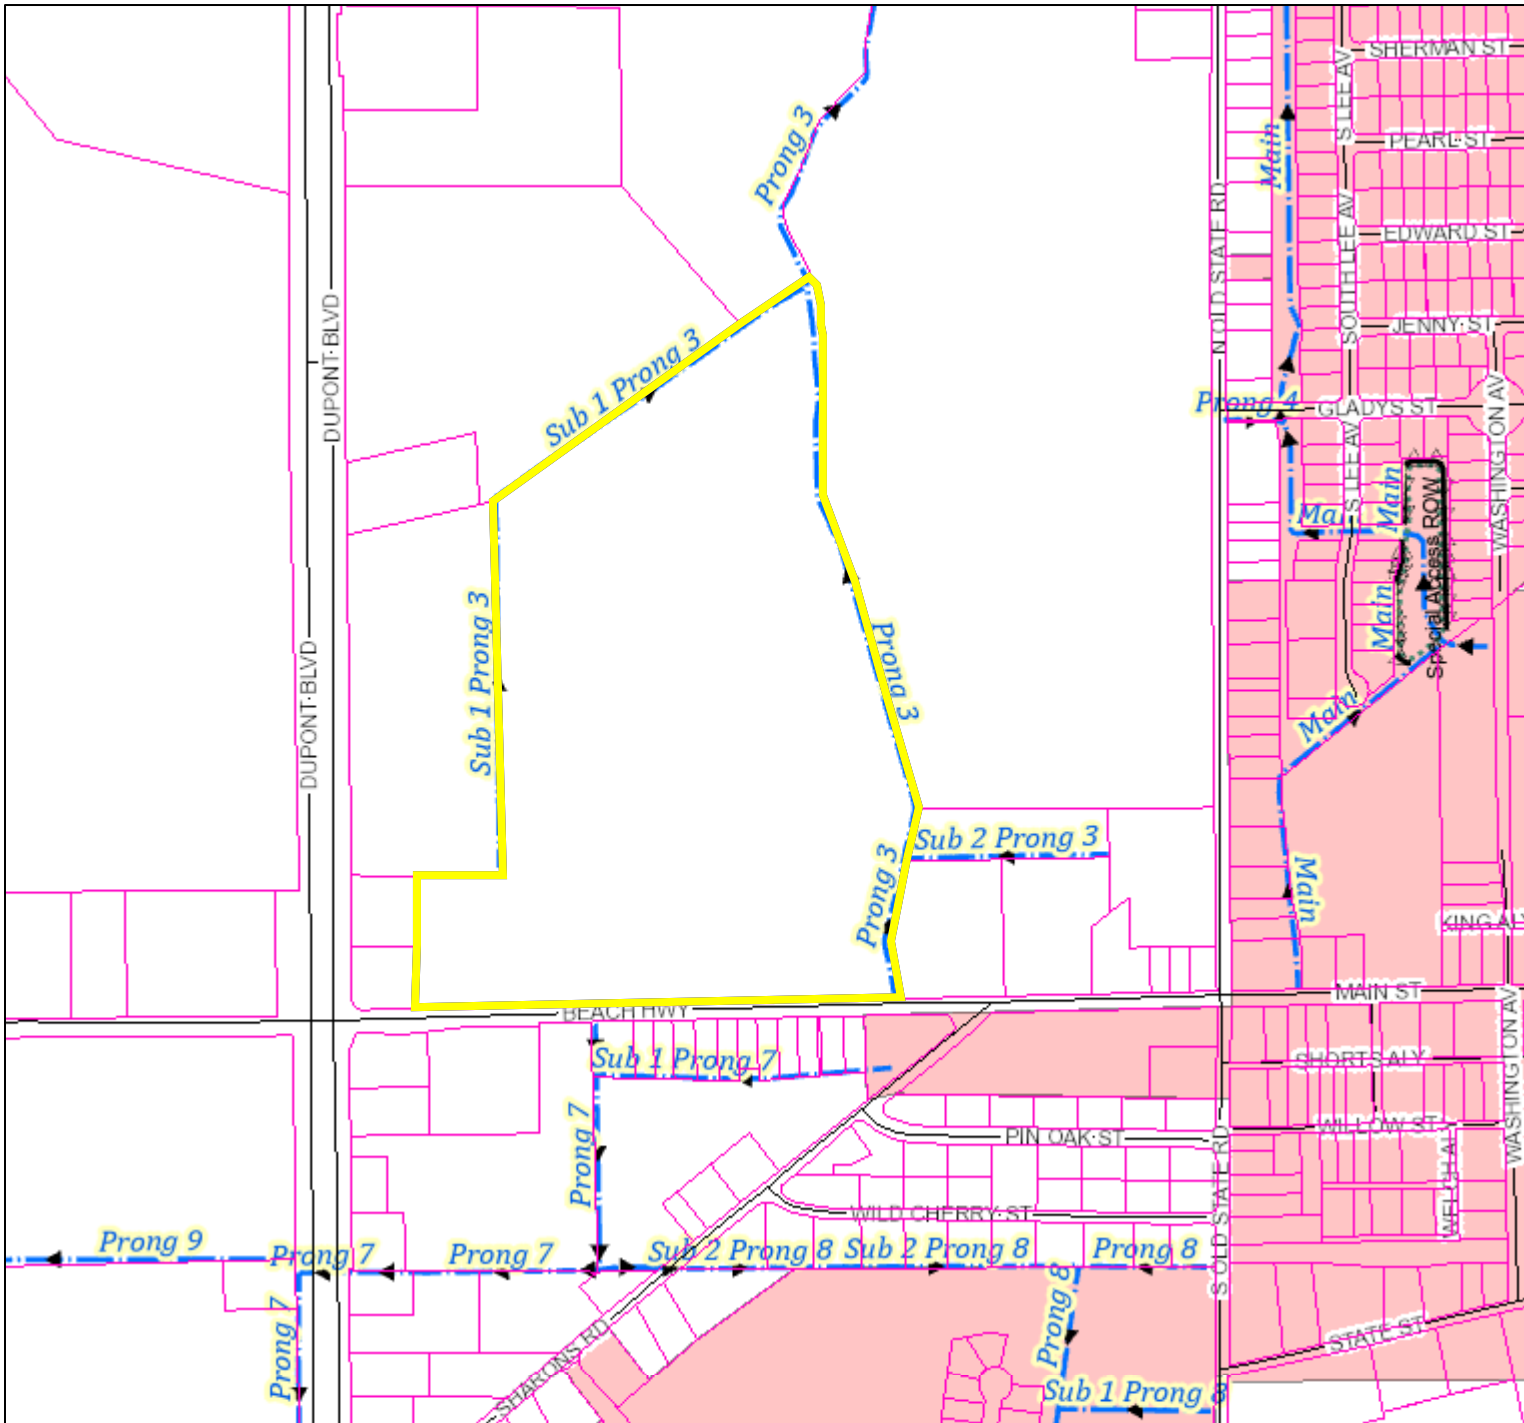 SHERMAN ST
S LEE AV
Prong 3
Main
PEARL ST
N OLD STATE RD
SOUTH LEE AV
EDWARD ST
DUPONT BLVD
JENNY ST
Sub 1 Prong 3
Prong 4
GLADYS ST
WASHINGTON AV
S LEE AV
Main
Main
Special Access ROW
Sub 1 Prong 3
DUPONT BLVD
Prong 3
Main
Main
Sub 2 Prong 3
Prong 3
Main
KING ALY
MAIN ST
BEACH HWY
Sub 1 Prong 7
SHORTS ALY
WASHINGTON AV
Prong 7
PIN OAK ST
WILLOW ST
WELCH AL
S OLD STATE RD
WILD CHERRY ST
Prong 9
Prong 7
Prong 7
Sub 2 Prong 8
Sub 2 Prong 8
Prong 8
Prong 7
Prong 8
STATE ST
SHARONS RD
Sub 1 Prong 8